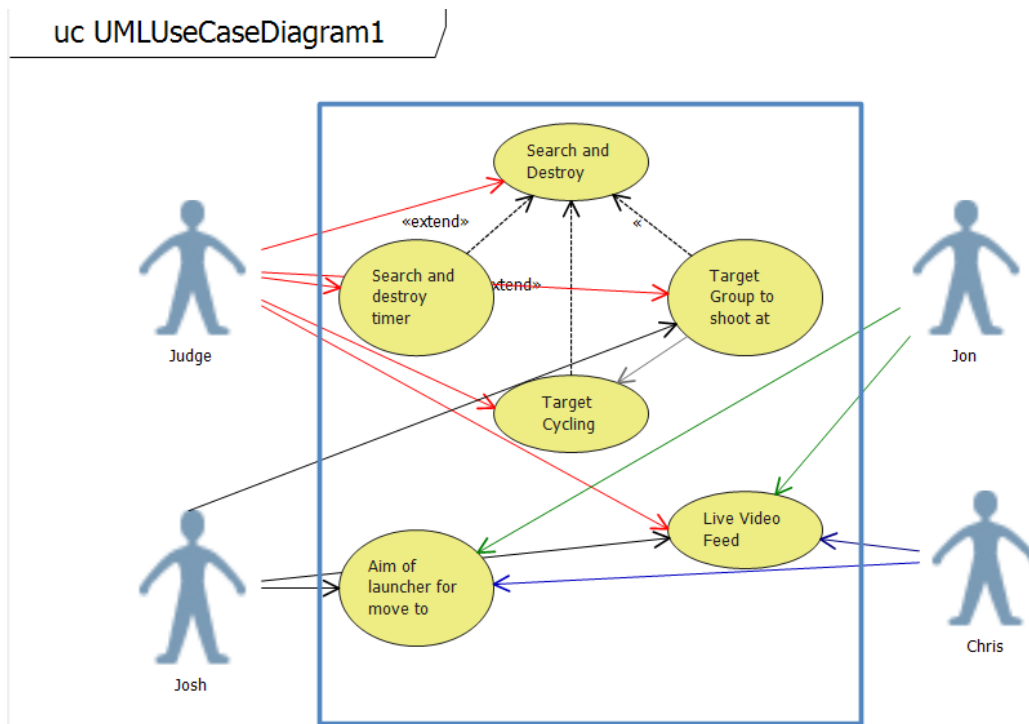 uc UMLUseCaseDiagram1
Search and
Destroy
«extend»
«
Search and
destroy
timer
xtend»
Target
Group to
shoot at
Judge
Jon
Target
Cycling
Live Video
Feed
Aim of
launcher for
move to
Josh
Chris